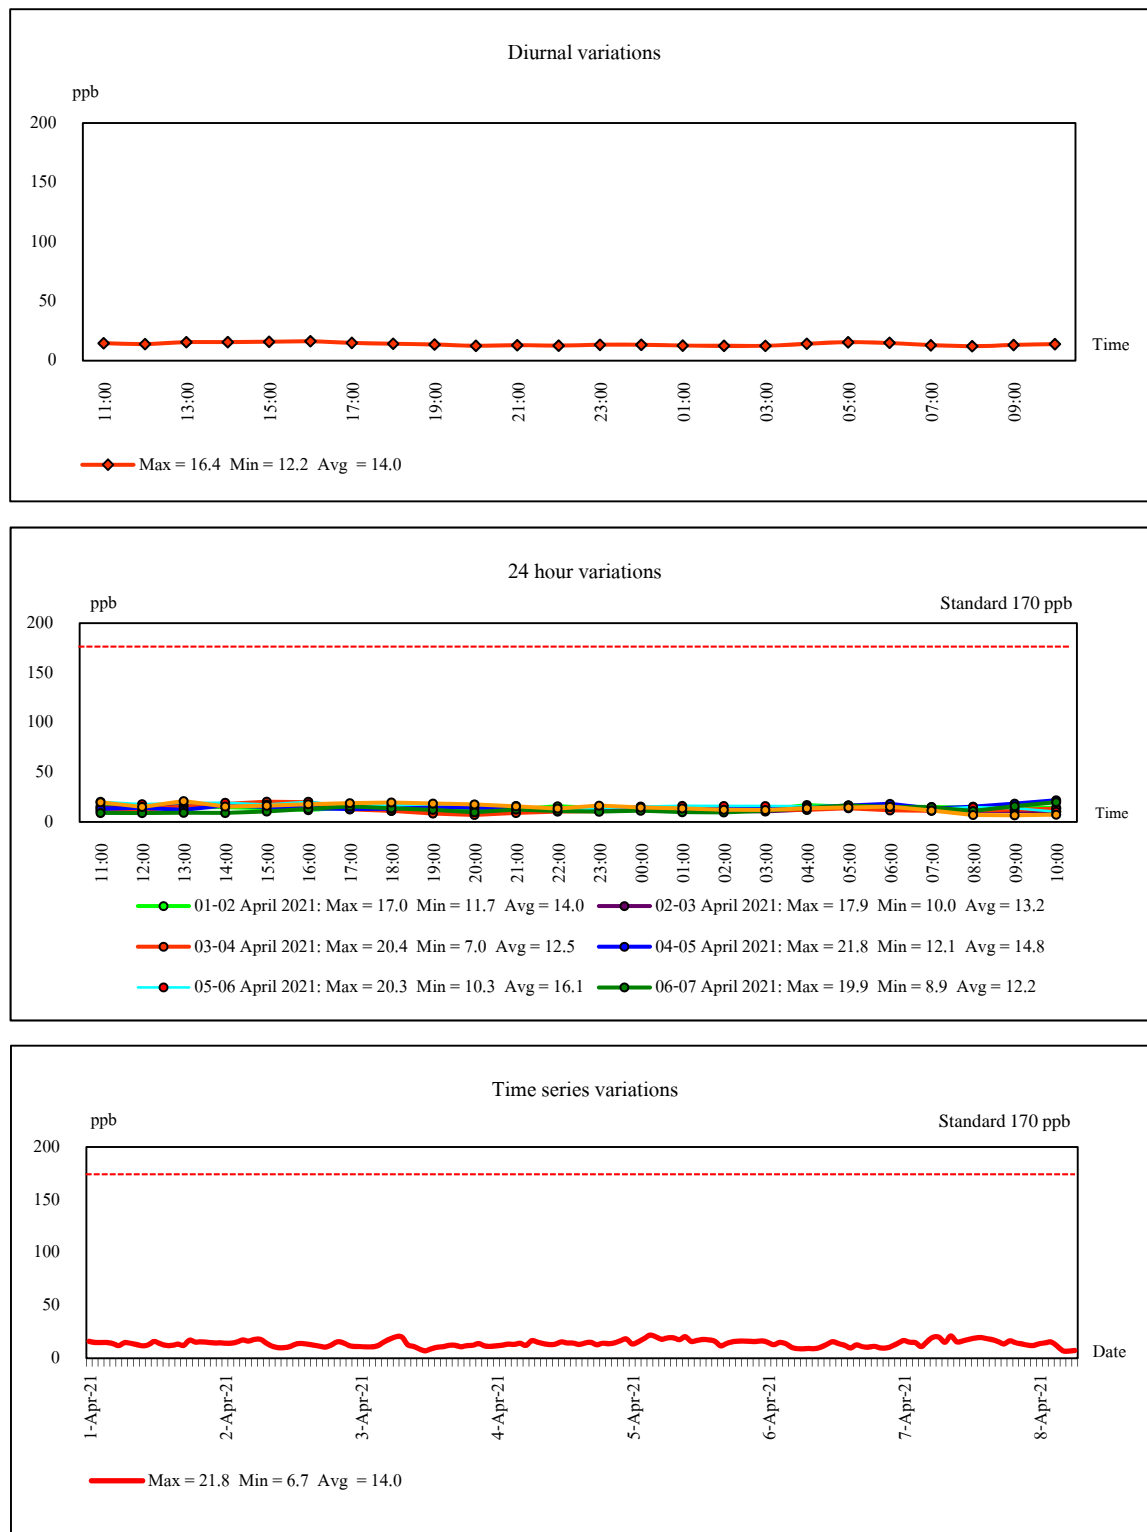 Diurnal variations
ppb
200
150
100
50
0
Time
11:00 13:00 15:00 17:00 19:00 21:00 23:00 01:00 03:00 05:00 07:00 09:00
Max = 16.4 Min = 12.2 Avg = 14.0
24 hour variations
ppb Standard 170 ppb
200
150
100
50
0
Time
11:00 12:00 13:00 14:00 15:00 16:00 17:00 18:00 19:00 20:00 21:00 22:00 23:00 00:00 01:00 02:00 03:00 04:00 05:00 06:00 07:00 08:00 09:00 10:00
01-02 April 2021: Max = 17.0 Min = 11.7 Avg = 14.0 02-03 April 2021: Max = 17.9 Min = 10.0 Avg = 13.2
03-04 April 2021: Max = 20.4 Min = 7.0 Avg = 12.5 04-05 April 2021: Max = 21.8 Min = 12.1 Avg = 14.8
05-06 April 2021: Max = 20.3 Min = 10.3 Avg = 16.1 06-07 April 2021: Max = 19.9 Min = 8.9 Avg = 12.2
Time series variations
ppb Standard 170 ppb
200
150
100
50
0
Date
1-Apr-21 2-Apr-21 3-Apr-21 4-Apr-21 5-Apr-21 6-Apr-21 7-Apr-21 8-Apr-21
Max = 21.8 Min = 6.7 Avg = 14.0